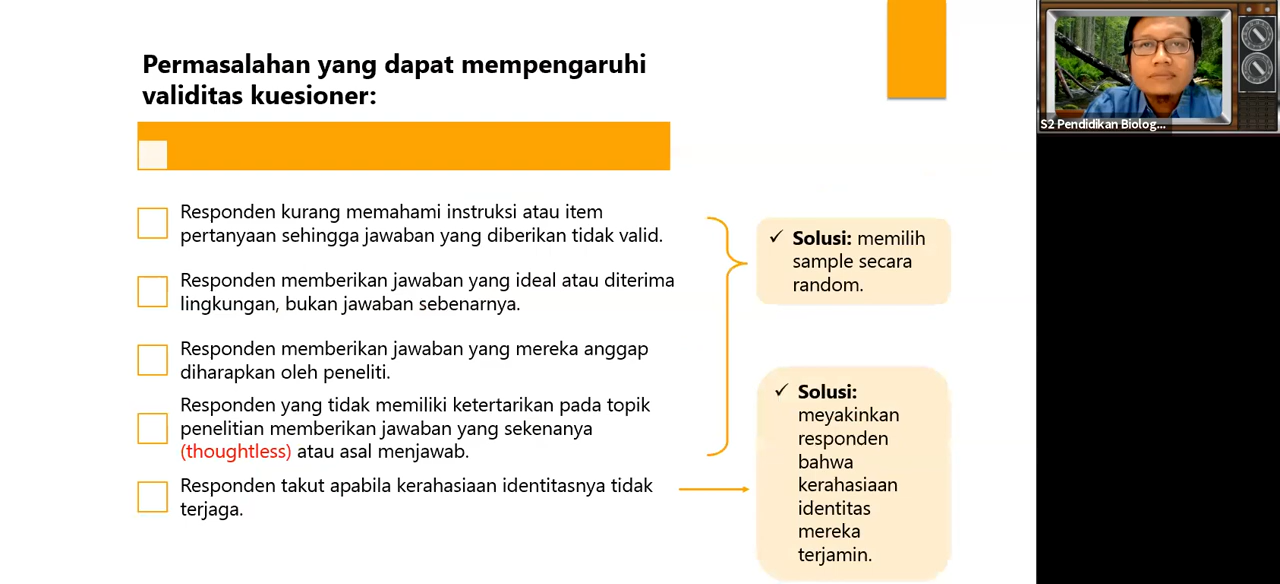 Permasalahan yang dapat mempengaruhi
validitas kuesioner:
Responden kurang memahami instruksi atau item
pertanyaan sehingga jawaban yang diberikan tidak valid.
Responden memberikan jawaban yang ideal atau diterima
lingkungan, bukan jawaban sebenarnya.
Responden memberikan jawaban yang mereka anggap
diharapkan oleh peneliti.
Responden yang tidak memiliki ketertarikan pada topik
penelitian memberikan jawaban yang sekenanya
(thoughtless) atau asal menjawab.
Responden takut apabila kerahasiaan identitasnya tidak
terjaga.
✓ Solusi: memilih
sample secara
random.
✓ Solusi:
meyakinkan
responden
bahwa
kerahasiaan
identitas
mereka
terjamin.
S2 Pendidikan Biolog...